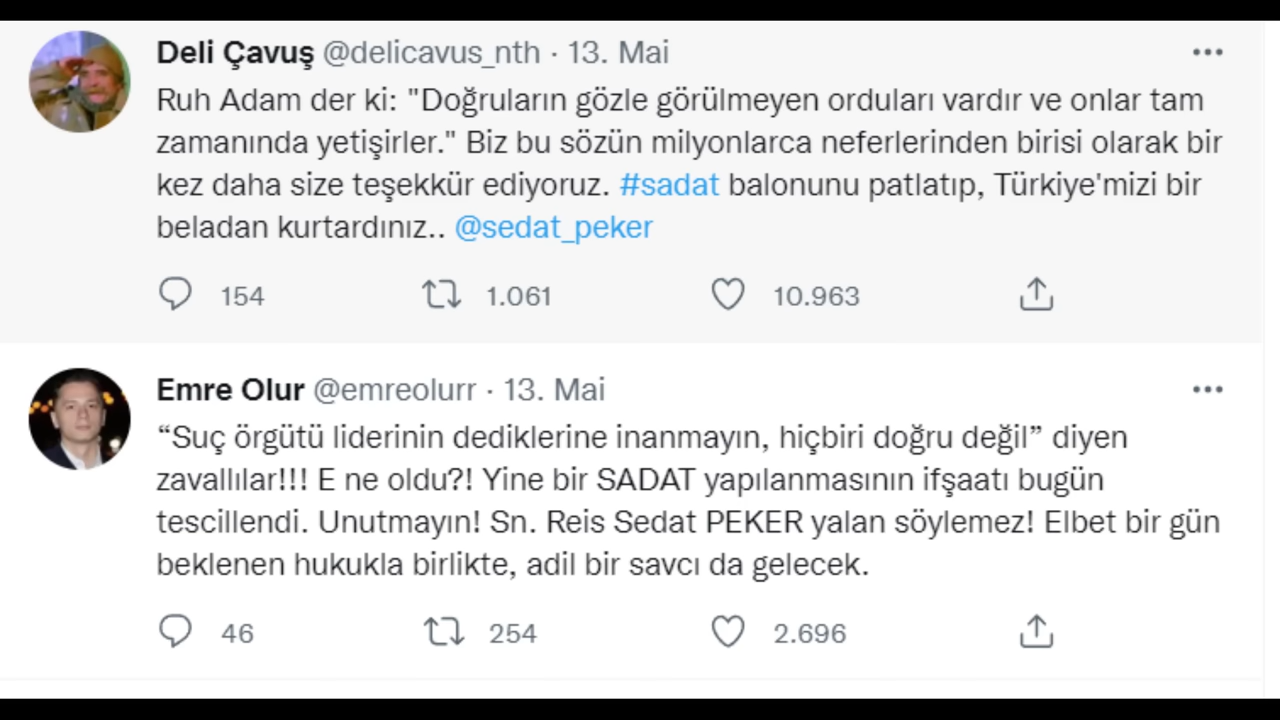 Deli Çavuş @delicavus_nth · 13. Mai
Ruh Adam der ki: "Doğruların gözle görülmeyen orduları vardır ve onlar tam
zamanında yetişirler." Biz bu sözün milyonlarca neferlerinden birisi olarak bir
kez daha size teşekkür ediyoruz. #sadat balonunu patlatıp, Türkiye'mizi bir
beladan kurtardınız.. @sedat_peker
154 1.061 10.963
Emre Olur @emreolurr · 13. Mai
“Suç örgütü liderinin dediklerine inanmayın, hiçbiri doğru değil” diyen
zavallılar!!! E ne oldu?! Yine bir SADAT yapılanmasının ifşaatı bugün
tescillendi. Unutmayın! Sn. Reis Sedat PEKER yalan söylemez! Elbet bir gün
beklenen hukukla birlikte, adil bir savcı da gelecek.
46 254 2.696